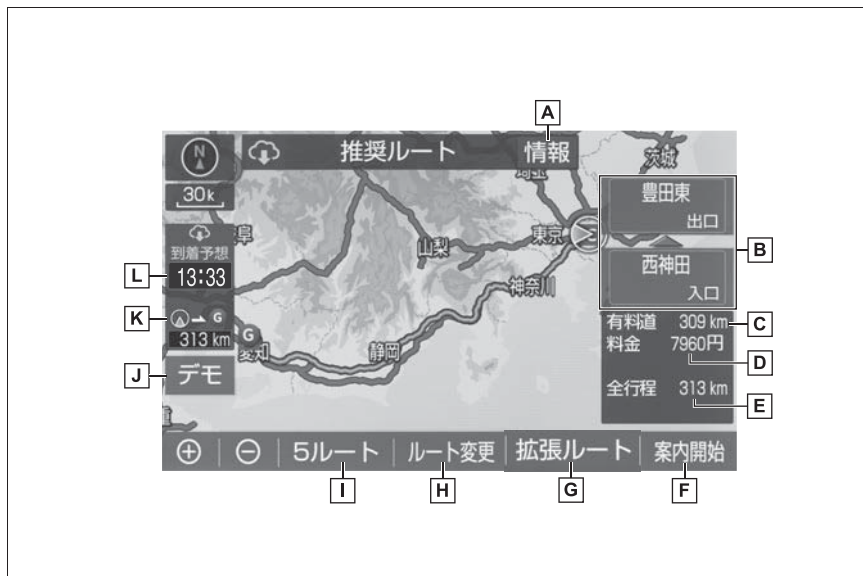 A
N
推奨ルート 情報
30k
埼玉
茨城
豊田東
出口
B
西神田
入口
到着予想
L
13:33
阜
山梨
東京
神奈川
K
G
313 km
G
愛知
静岡
有料道 309 km
C
料金 7960円
D
J
デモ
全行程 313 km
E
+ − 5ルート ルート変更 拡張ルート 案内開始
I
H
G
F